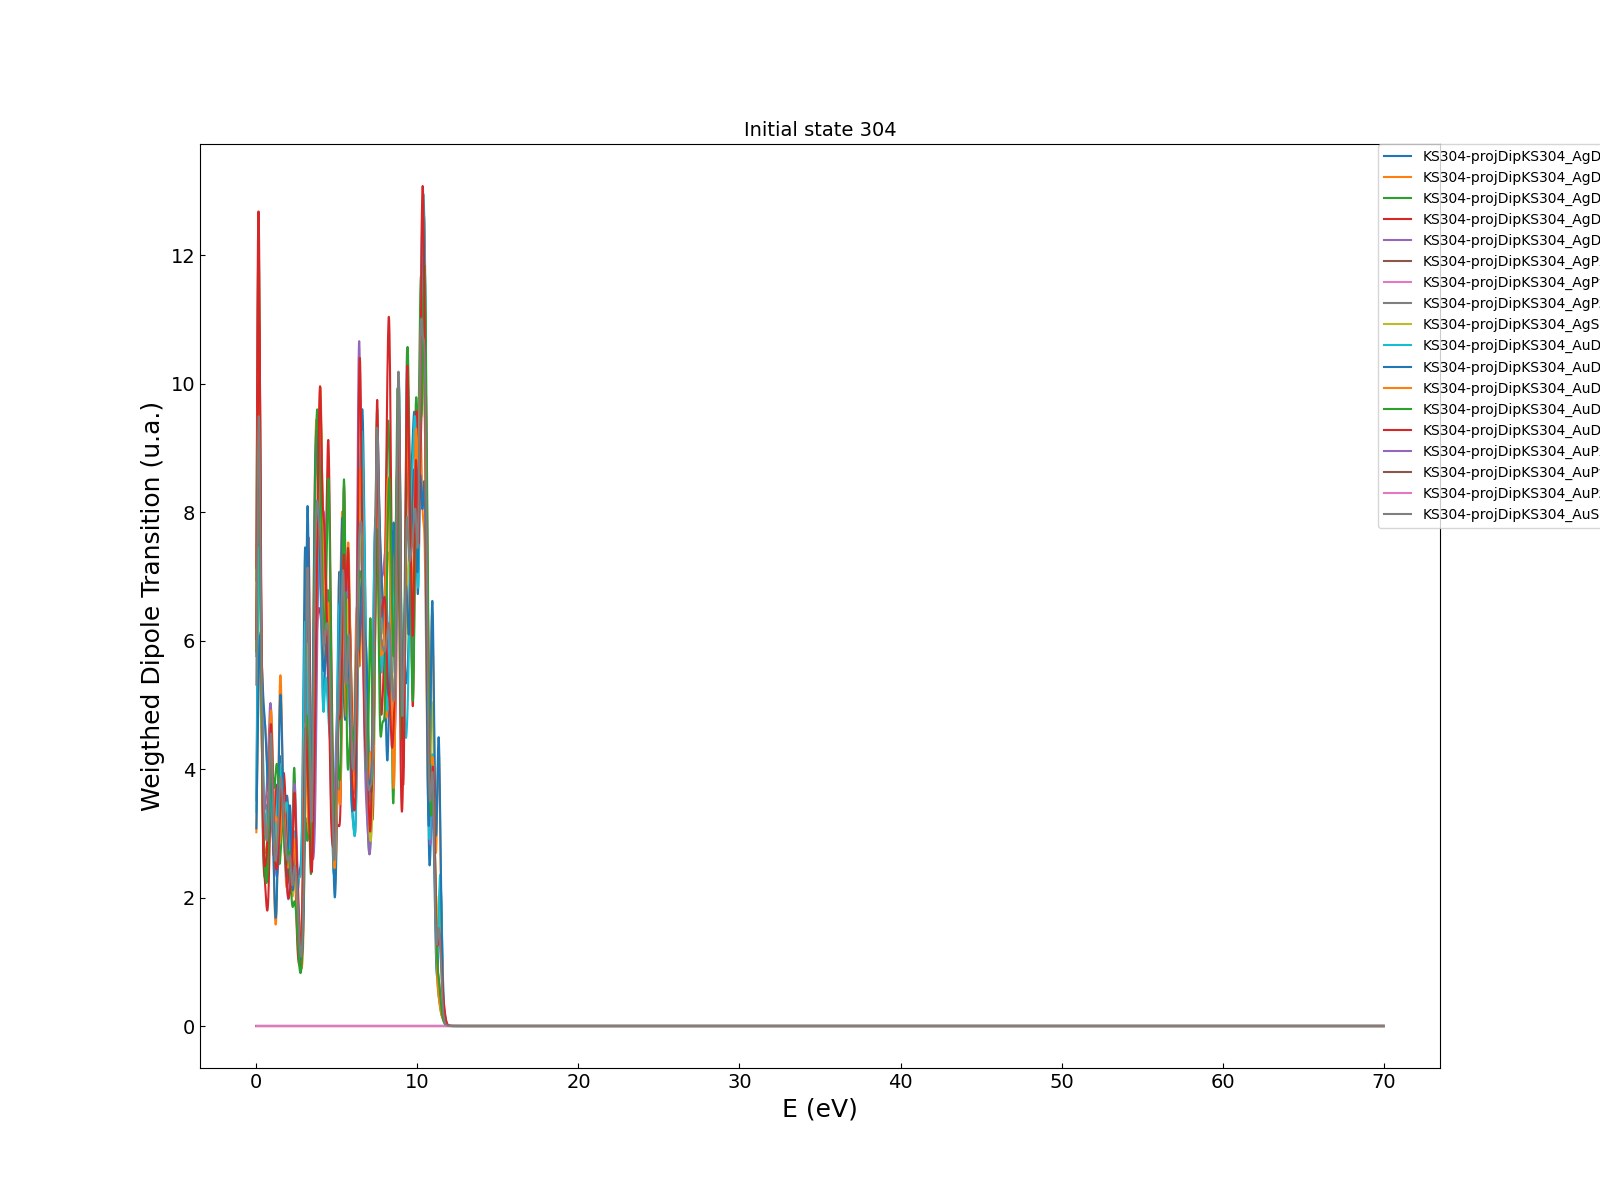 Initial state 304
KS304-projDipKS304_AgD
KS304-projDipKS304_AgD
KS304-projDipKS304_AgD
KS304-projDipKS304_AgD
KS304-projDipKS304_AgD
KS304-projDipKS304_AgP
KS304-projDipKS304_AgP
KS304-projDipKS304_AgP
KS304-projDipKS304_AgS
KS304-projDipKS304_AuD
KS304-projDipKS304_AuD
KS304-projDipKS304_AuD
KS304-projDipKS304_AuD
KS304-projDipKS304_AuD
KS304-projDipKS304_AuP
KS304-projDipKS304_AuP
KS304-projDipKS304_AuP
KS304-projDipKS304_AuS
Weigthed Dipole Transition (u.a.)
12
10
8
6
4
2
0
0 10 20 30 40 50 60 70
E (eV)